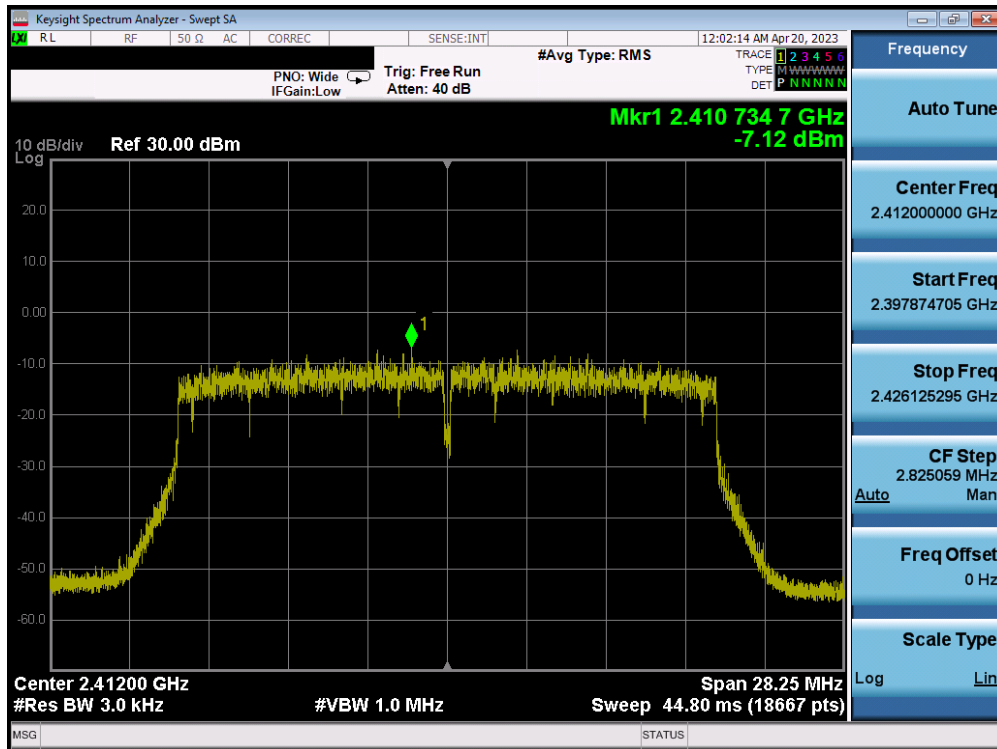 Keysight Spectrum Analyzer - Swept SA
LXI RL RF 50 Ω AC CORREC SENSE:INT 12:02:14 AM Apr 20, 2023
#Avg Type: RMS
TRACE 1 2 3 4 5 6
PNO: Wide Trig: Free Run
TYPE M W W W W W
IFGain:Low Atten: 40 dB
DET P N N N N N
Mkr1 2.410 734 7 GHz
-7.12 dBm
10 dB/div Ref 30.00 dBm
Log
20.0
10.0
0.00
1
-10.0
-20.0
-30.0
-40.0
-50.0
-60.0
Center 2.41200 GHz Span 28.25 MHz
#Res BW 3.0 kHz #VBW 1.0 MHz Sweep 44.80 ms (18667 pts)
MSG STATUS
Frequency
Auto Tune
Center Freq
2.412000000 GHz
Start Freq
2.397874705 GHz
Stop Freq
2.426125295 GHz
CF Step
2.825059 MHz
Auto Man
Freq Offset
0 Hz
Scale Type
Log Lin